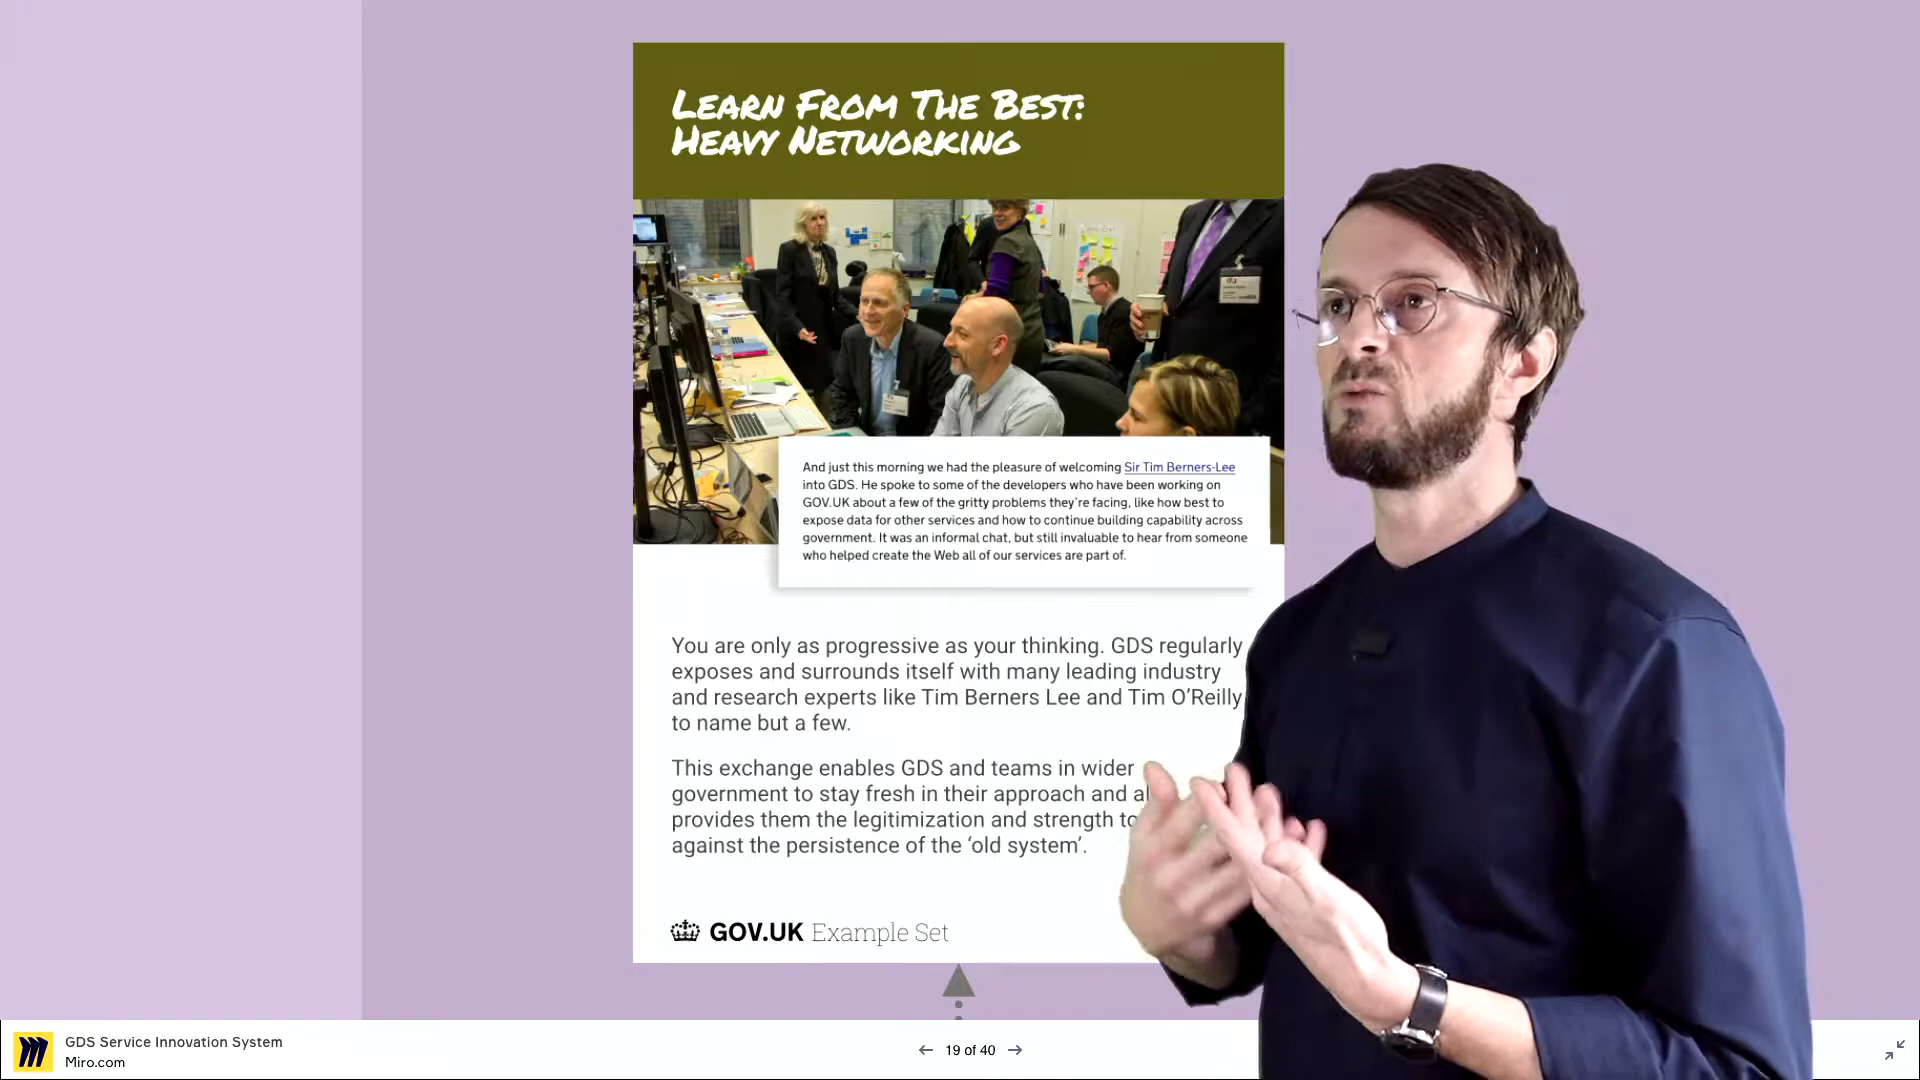 LEARN FROM THE BEST:
HEAVY NETWORKING
And just this morning we had the pleasure of welcoming Sir Tim Berners-Lee
into GDS. He spoke to some of the developers who have been working on
GOV.UK about a few of the gritty problems they're facing, like how best to
expose data for other services and how to continue building capability across
government. It was an informal chat, but still invaluable to hear from someone
who helped create the Web all of our services are part of.
You are only as progressive as your thinking. GDS regularly
exposes and surrounds itself with many leading industry
and research experts like Tim Berners Lee and Tim O'Reilly
to name but a few.
This exchange enables GDS and teams in wider
government to stay fresh in their approach and
provides them the legitimization and strength to
against the persistence of the 'old system'.
GOV.UK Example Set
GDS Service Innovation System
Miro.com
19 of 40